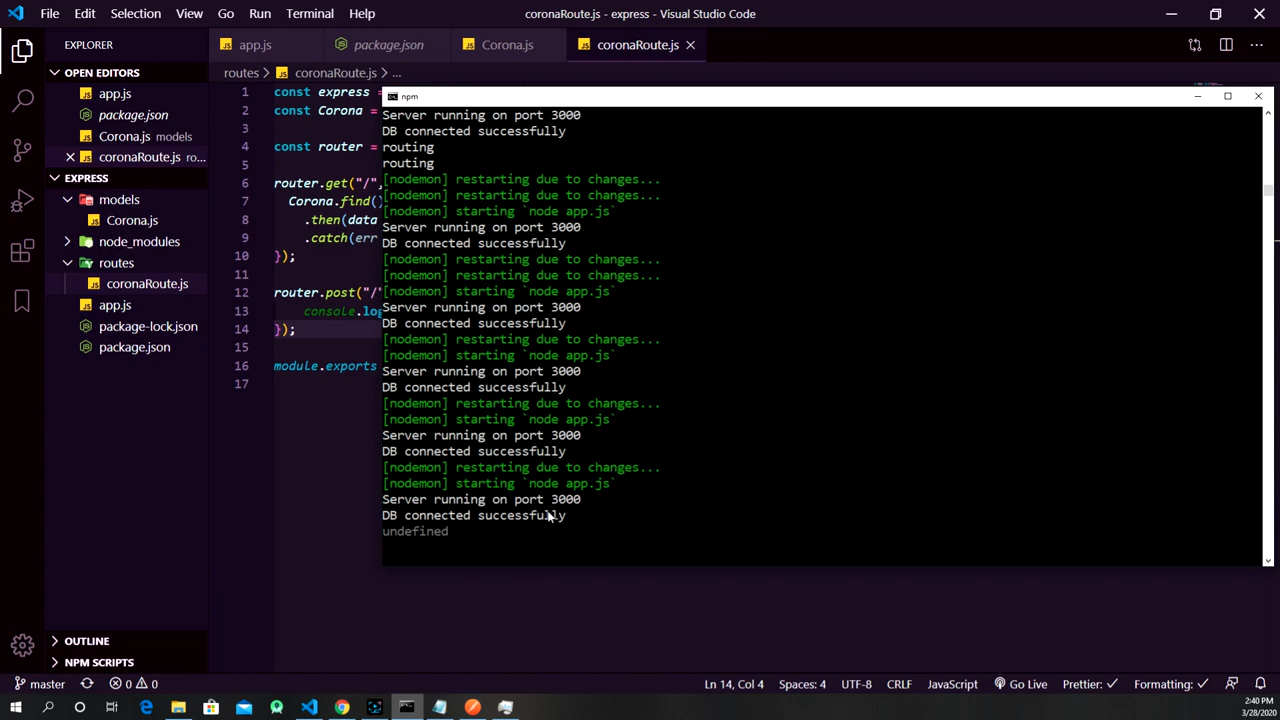 File Edit Selection View Go Run Terminal Help
coronaRoute.js - express - Visual Studio Code
EXPLORER
OPEN EDITORS
app.js
package.json
Corona.js models
coronaRoute.js ro...
EXPRESS
models
Corona.js
node_modules
routes
coronaRoute.js
app.js
package-lock.json
package.json
OUTLINE
NPM SCRIPTS
app.js package.json Corona.js coronaRoute.js
routes > coronaRoute.js > ...
1 const express =
2 const Corona =
3
4 const router =
5
6 router.get("/",
7 Corona.find()
8 .then(data
9 .catch(err
10 });
11
12 router.post("/"
13 console.log
14 });
15
16 module.exports
17
npm
Server running on port 3000
DB connected successfully
routing
routing
[nodemon] restarting due to changes...
[nodemon] restarting due to changes...
[nodemon] starting `node app.js`
Server running on port 3000
DB connected successfully
[nodemon] restarting due to changes...
[nodemon] restarting due to changes...
[nodemon] starting `node app.js`
Server running on port 3000
DB connected successfully
[nodemon] restarting due to changes...
[nodemon] starting `node app.js`
Server running on port 3000
DB connected successfully
[nodemon] restarting due to changes...
[nodemon] starting `node app.js`
Server running on port 3000
DB connected successfully
[nodemon] restarting due to changes...
[nodemon] starting `node app.js`
Server running on port 3000
DB connected successfully
undefined
master 0 0 Ln 14, Col 4 Spaces: 4 UTF-8 CRLF JavaScript Go Live Prettier: ✓ Formatting: ✓
2:40 PM
3/28/2020